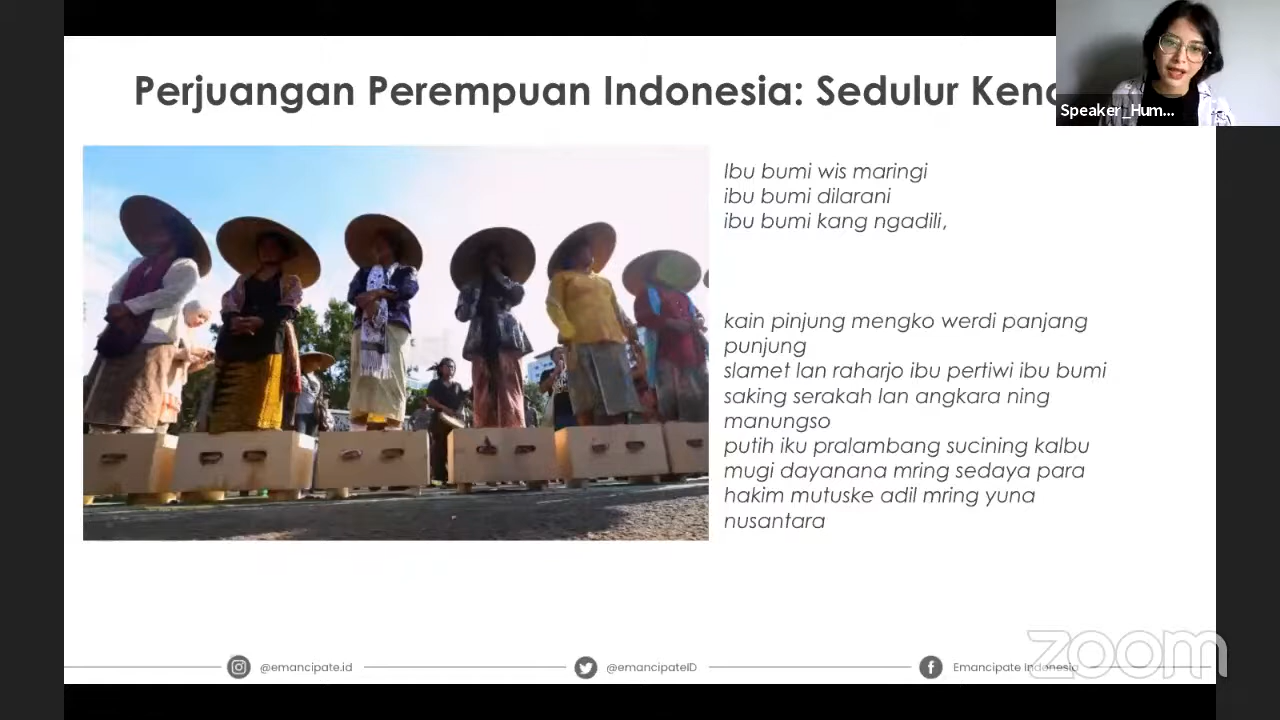 Perjuangan Perempuan Indonesia: Sedulur
Speaker_Hum...
Ibu bumi wis maringi
ibu bumi dilarani
ibu bumi kang ngadili,
kain pinjung mengko werdi panjang
punjung
slamet lan raharjo ibu pertiwi ibu bumi
saking serakah lan angkara ning
manungso
putih iku pralambang sucining kalbu
mugi dayanana mring sedaya para
hakim mutuske adil mring yuna
nusantara
@emancipate.id
@emancipateID
Emancipate Indonesia
zoom